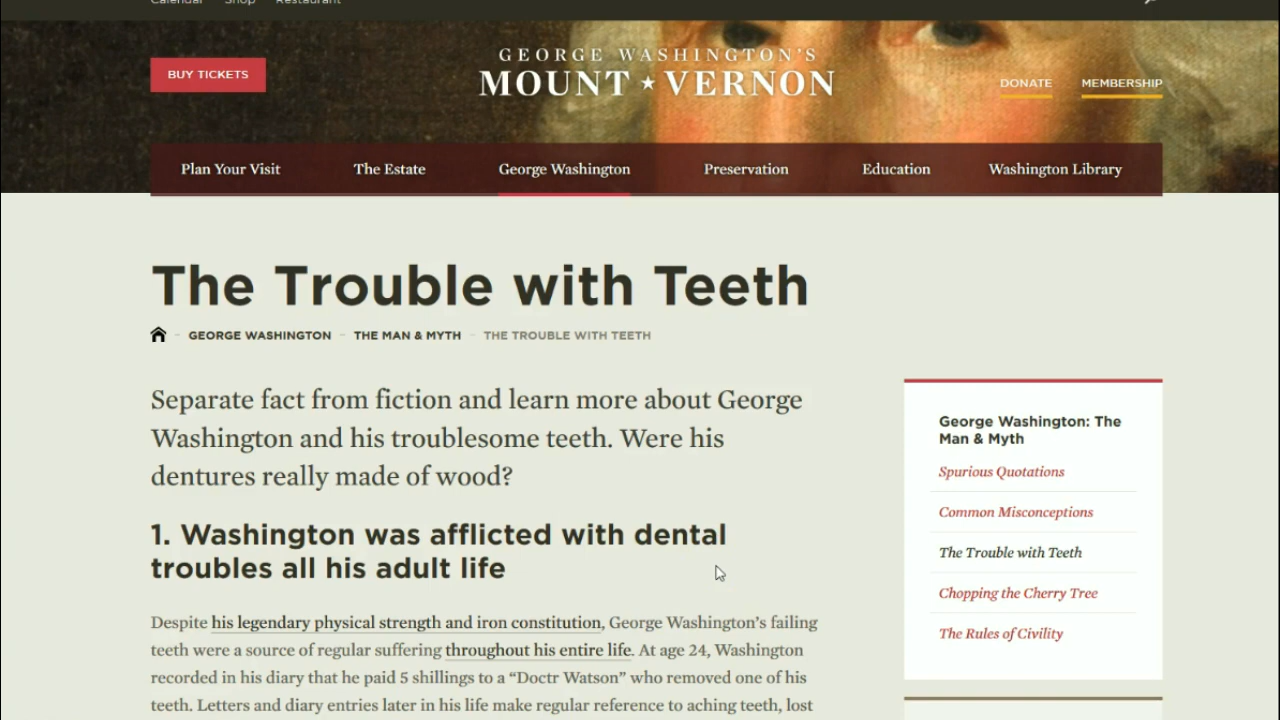 Calendar Shop Restaurant
BUY TICKETS
GEORGE WASHINGTON'S
MOUNT ★ VERNON
DONATE MEMBERSHIP
Plan Your Visit The Estate George Washington Preservation Education Washington Library
The Trouble with Teeth
GEORGE WASHINGTON – THE MAN & MYTH – THE TROUBLE WITH TEETH
Separate fact from fiction and learn more about George
Washington and his troublesome teeth. Were his
dentures really made of wood?
1. Washington was afflicted with dental
troubles all his adult life
Despite his legendary physical strength and iron constitution, George Washington's failing
teeth were a source of regular suffering throughout his entire life. At age 24, Washington
recorded in his diary that he paid 5 shillings to a “Doctr Watson” who removed one of his
teeth. Letters and diary entries later in his life make regular reference to aching teeth, lost
George Washington: The
Man & Myth
Spurious Quotations
Common Misconceptions
The Trouble with Teeth
Chopping the Cherry Tree
The Rules of Civility